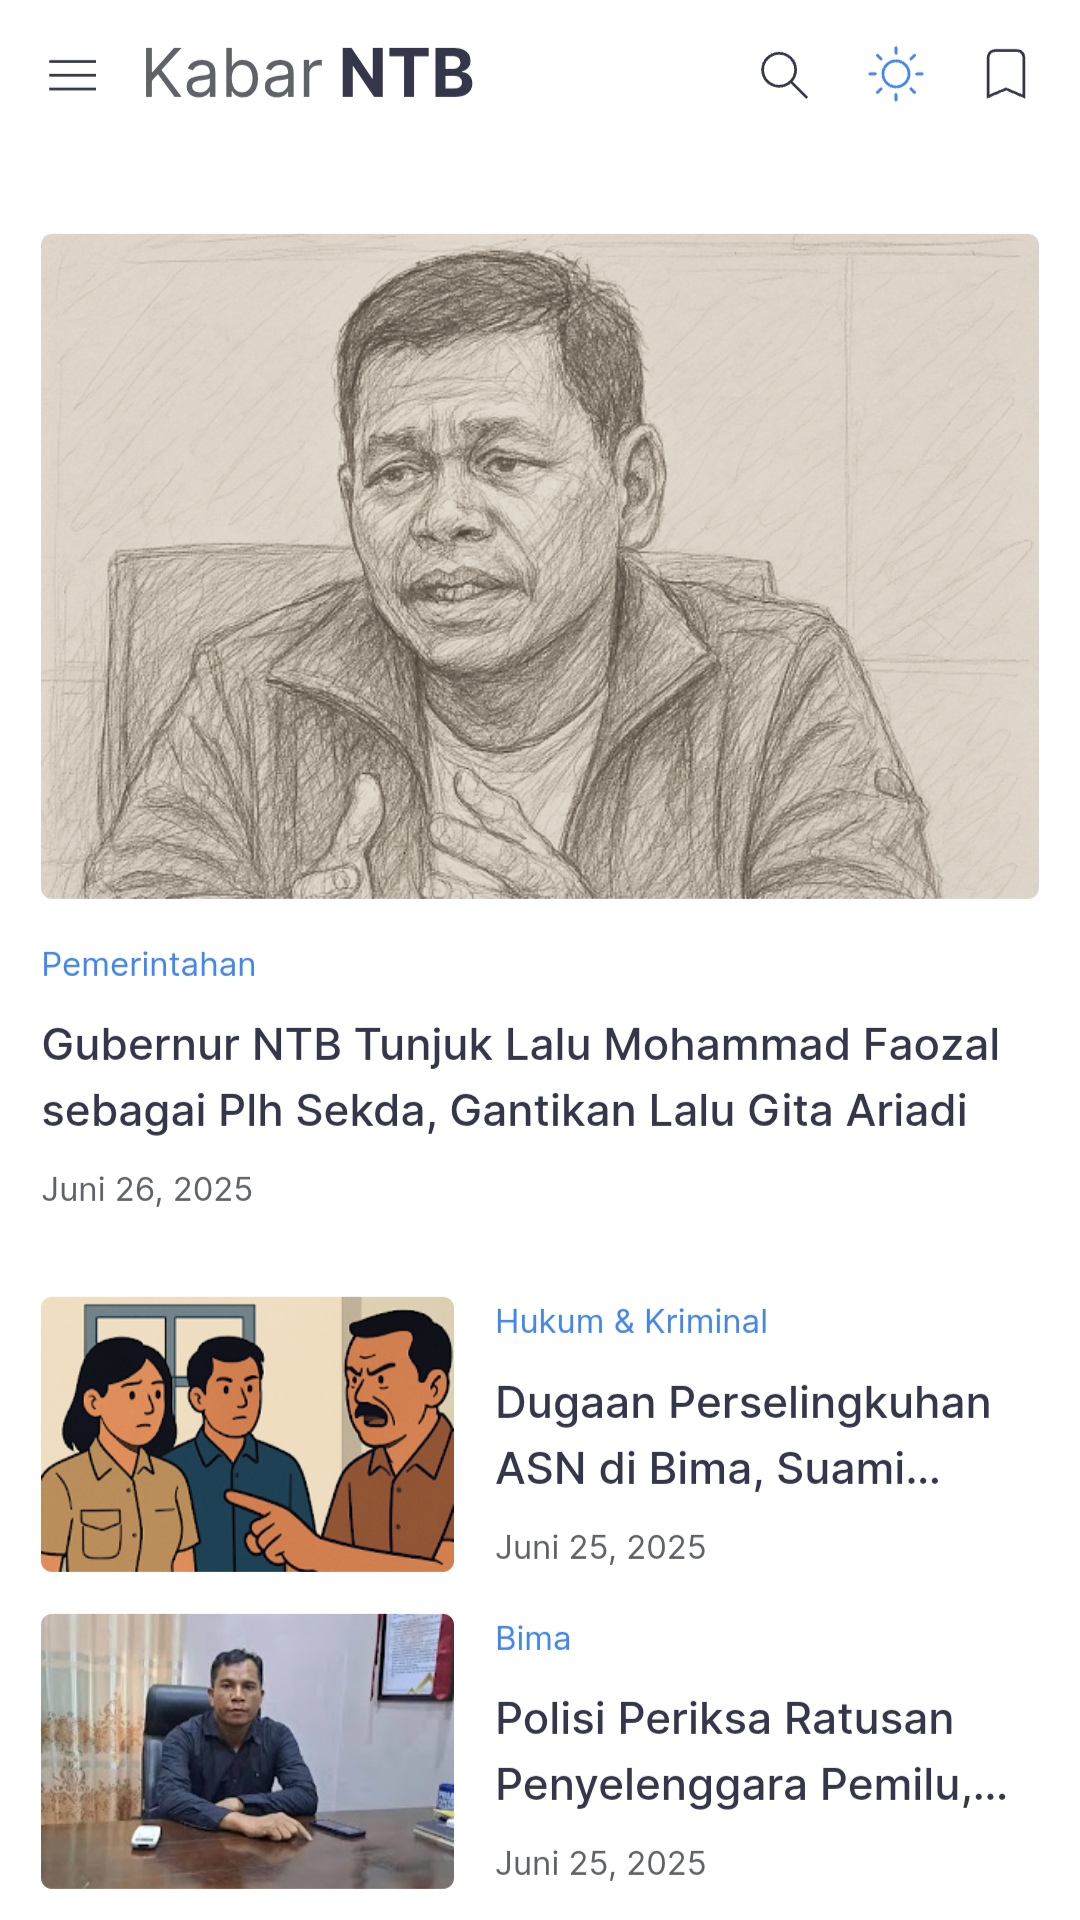 Kabar NTB
Pemerintahan
Gubernur NTB Tunjuk Lalu Mohammad Faozal
sebagai Plh Sekda, Gantikan Lalu Gita Ariadi
Juni 26, 2025
Hukum & Kriminal
Dugaan Perselingkuhan
ASN di Bima, Suami...
Juni 25, 2025
Bima
Polisi Periksa Ratusan
Penyelenggara Pemilu,...
Juni 25, 2025